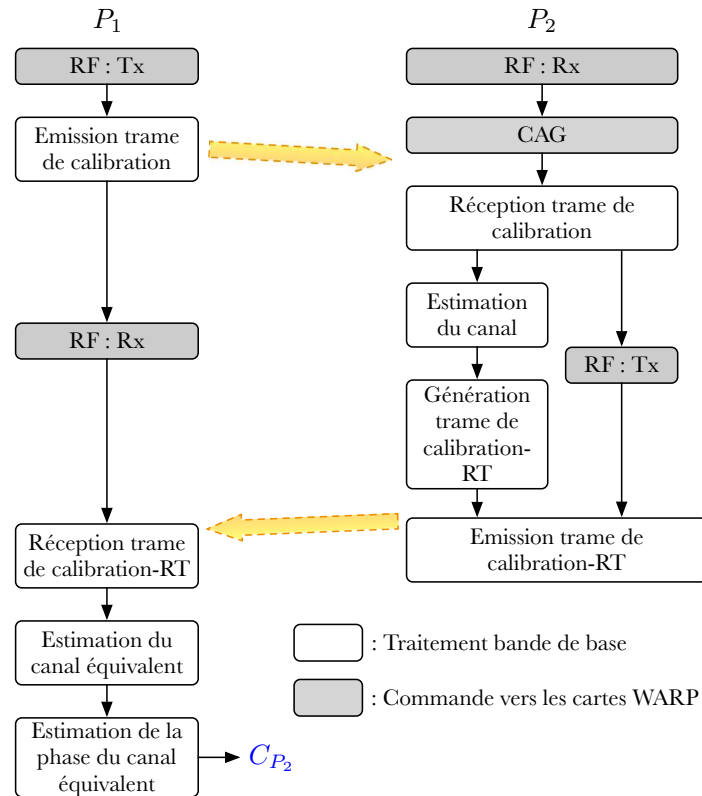 P1
P2
RF : Tx
RF : Rx
Emission trame
de calibration
CAG
Réception trame de
calibration
Estimation
du canal
RF : Rx
RF : Tx
Génération
trame de
calibration-
RT
Réception trame
de calibration-RT
Emission trame de
calibration-RT
Estimation du
canal équivalent
: Traitement bande de base
: Commande vers les cartes WARP
Estimation de la
phase du canal
équivalent
CP2